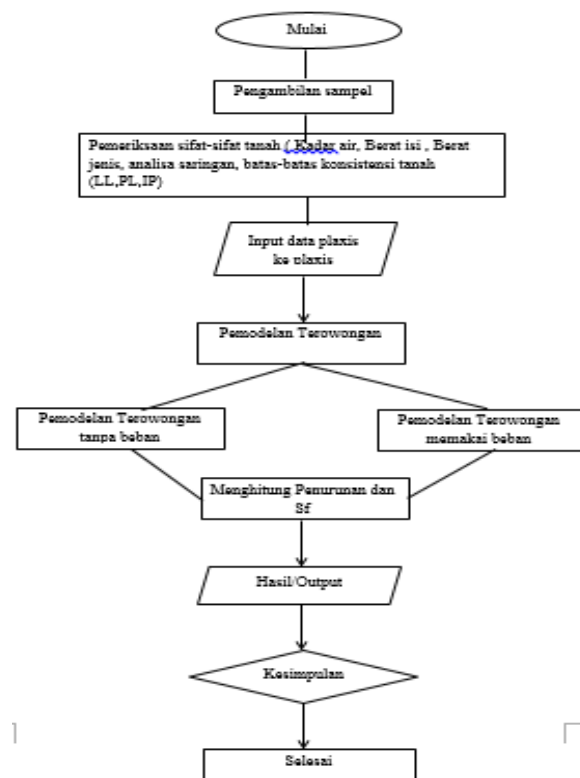 Mulai
Pengambilan sampel
Pemeriksaan sifat-sifat tanah ( Kadar air, Berat isi , Berat
jenis, analisa saringan, batas-batas konsistensi tanah
(LL,PL,IP)
Input data plaxis
ke plaxis
Pemodelan Terowongan
Pemodelan Terowongan
tanpa beban
Pemodelan Terowongan
memakai beban
Menghitung Penurunan dan
Sf
Hasil/Output
Kesimpulan
Selesai